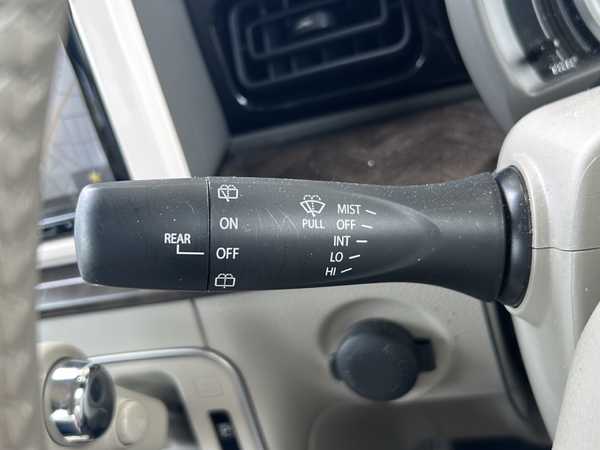 ON
REAR
OFF
PULL
MIST
OFF
INT
LO
HI